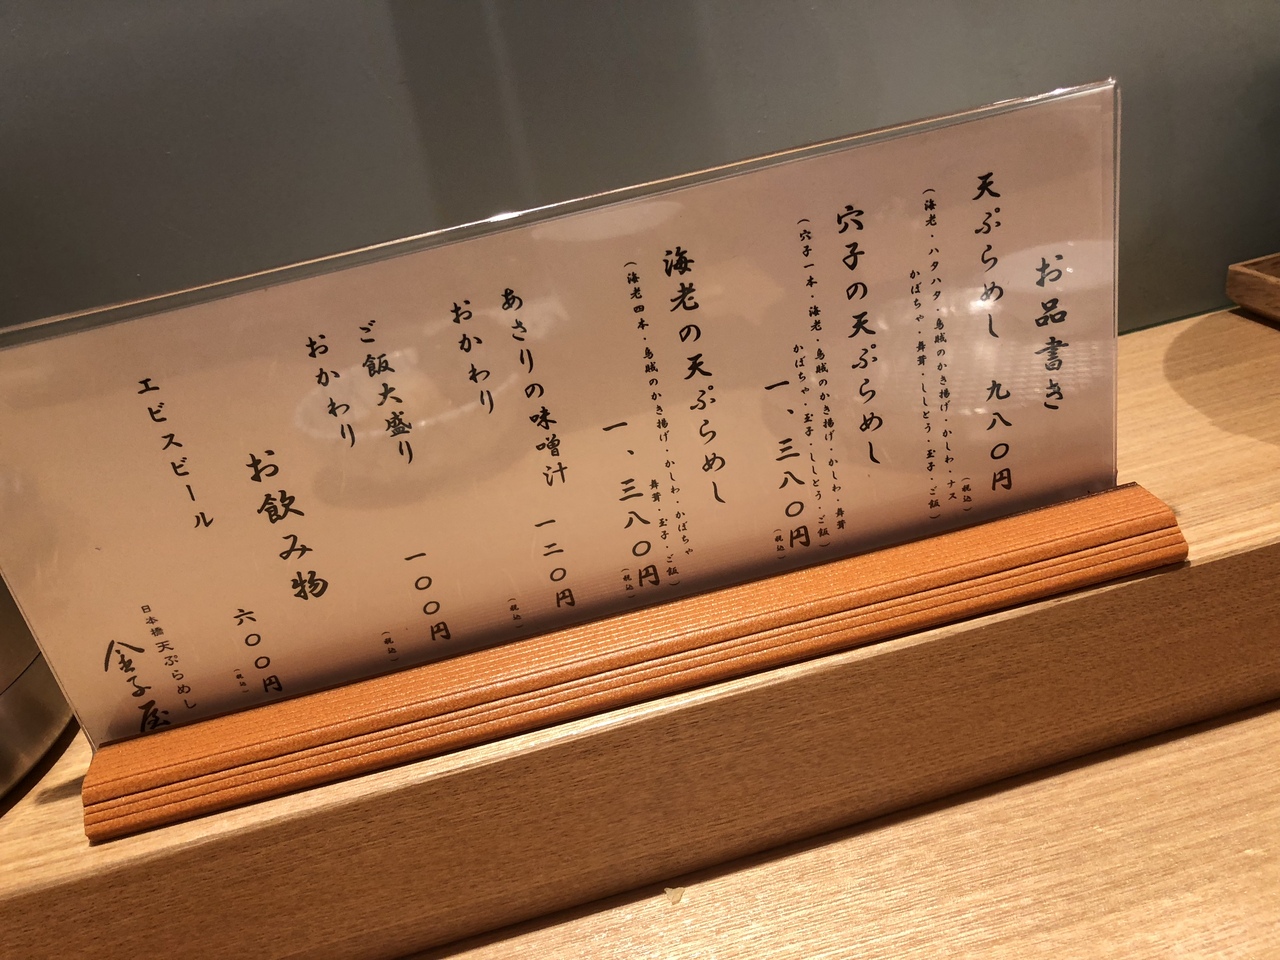 お品書き
天ぷらめし 九八〇円
(税込)
(海老・ハタハタ・烏賊のかき揚げ・かしわ・ナス
かぼちゃ・舞茸・ししとう・玉子・ご飯)
穴子の天ぷらめし
(穴子一本・海老・烏賊のかき揚げ・かしわ・舞茸
かぼちゃ・玉子・ししとう・ご飯)
一、三八〇円
(税込)
海老の天ぷらめし
(海老四本・烏賊のかき揚げ・かしわ・かぼちゃ
舞茸・玉子・ご飯)
一、三八〇円
(税込)
あさりの味噌汁 一二〇円
おかわり
(税込)
ご飯大盛り 一〇〇円
おかわり
(税込)
お飲み物
エビスビール 六〇〇円
(税込)
日本橋 天ぷらめし
金子屋